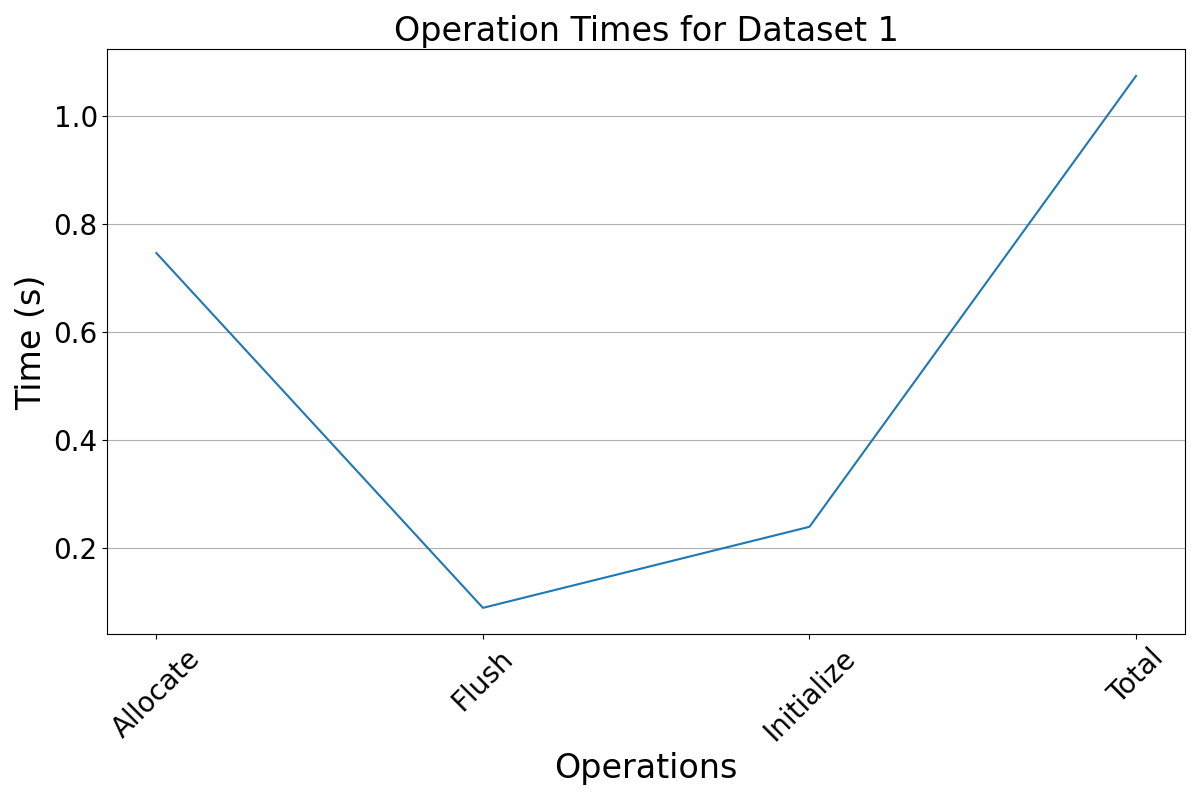 Operation Times for Dataset 1
Time (s)
1.0
0.8
0.6
0.4
0.2
Allocate
Flush
Initialize
Total
Operations